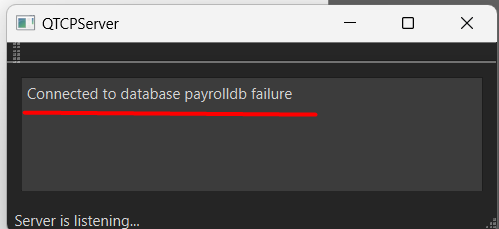 QTCPServer
Connected to database payrolldb failure
Server is listening...